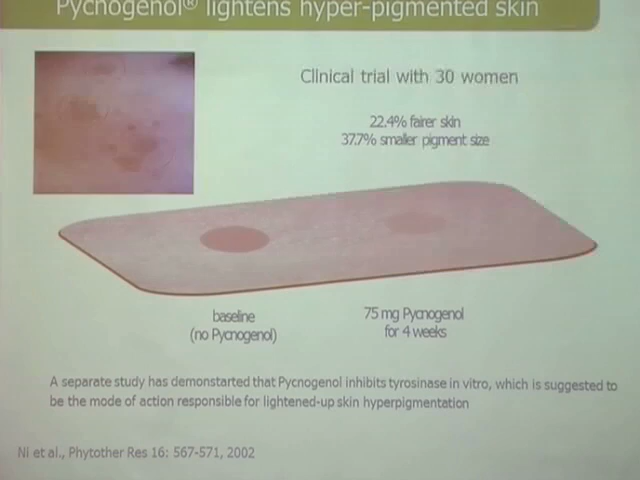 Pycnogenol® lightens hyper-pigmented skin
Clinical trial with 30 women
22.4% fairer skin
37.7% smaller pigment size
baseline
(no Pycnogenol)
75 mg Pycnogenol
for 4 weeks
A separate study has demonstarted that Pycnogenol inhibits tyrosinase in vitro, which is suggested to
be the mode of action responsible for lightened-up skin hyperpigmentation
Ni et al., Phytother Res 16: 567-571, 2002